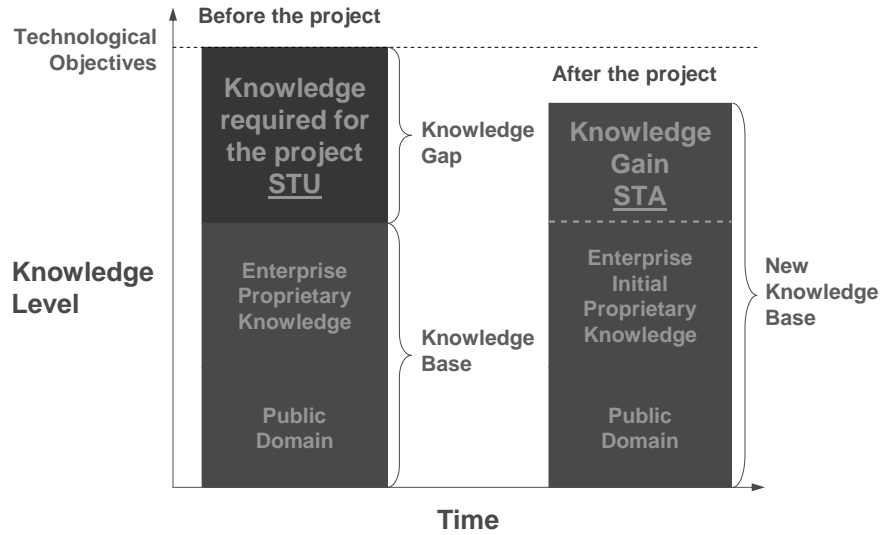 Before the project
Technological
Objectives
Knowledge
required for
the project
STU
Knowledge
Gap
Knowledge
Level
Enterprise
Proprietary
Knowledge
Knowledge
Base
Public
Domain
After the project
Knowledge
Gain
STA
Enterprise
Initial
Proprietary
Knowledge
New
Knowledge
Base
Public
Domain
Time